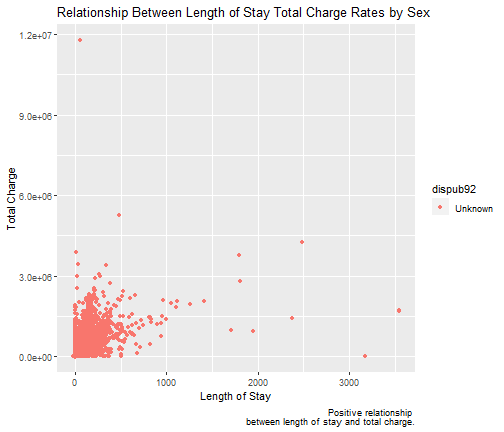 Relationship Between Length of Stay Total Charge Rates by Sex
1.2e+07
9.0e+06
6.0e+06
3.0e+06
0.0e+00
Total Charge
0
1000
2000
3000
Length of Stay
dispub92
Unknown
Positive relationship
between length of stay and total charge.